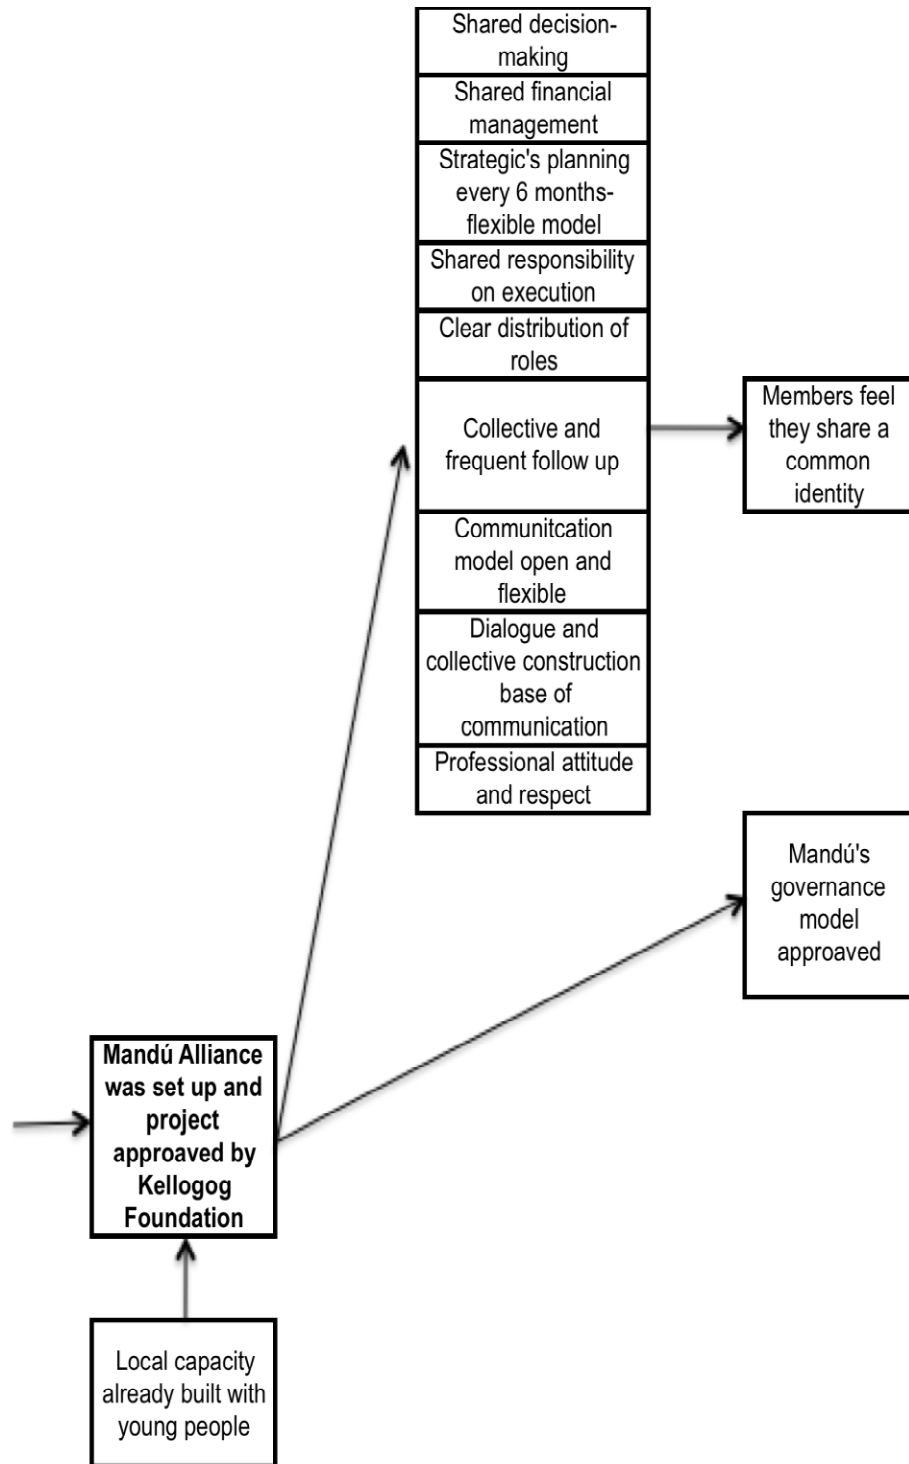 Shared decision-
making
Shared financial
management
Strategic's planning
every 6 months-
flexible model
Shared responsibility
on execution
Clear distribution of
roles
Collective and
frequent follow up
Communitcation
model open and
flexible
Dialogue and
collective construction
base of
communication
Professional attitude
and respect
Members feel
they share a
common
identity
Mandú's
governance
model
approaved
Mandú Alliance
was set up and
project
approaved by
Kellogog
Foundation
Local capacity
already built with
young people